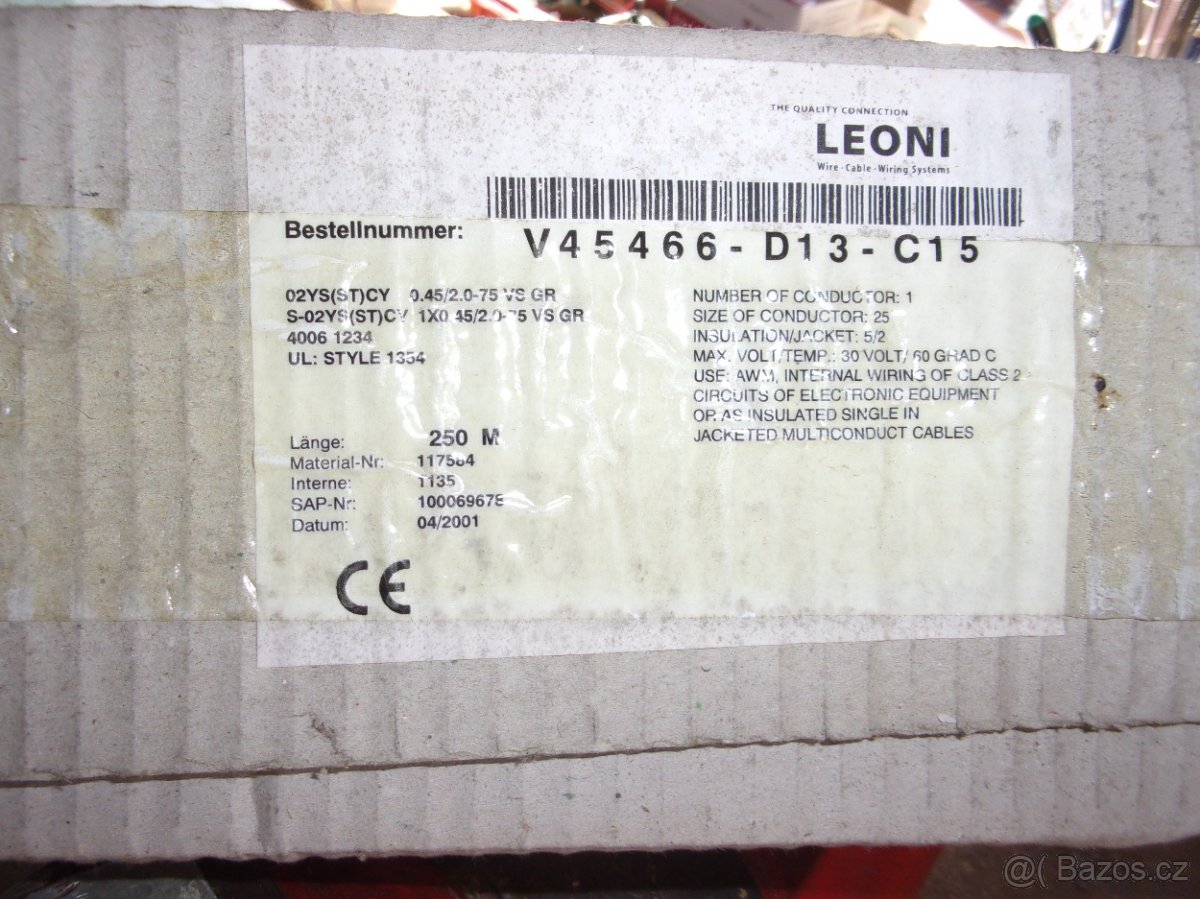 THE QUALITY CONNECTION
LEONI
Wire - Cable - Wiring Systems
Bestellnummer: V45466-D13-C15
02YS(ST)CY 0.45/2.0-75 VS GR
S-02YS(ST)CY 1X0.45/2.0-75 VS GR
4006 1234
UL: STYLE 1354
NUMBER OF CONDUCTOR: 1
SIZE OF CONDUCTOR: 25
INSULATION/JACKET: 5/2
MAX. VOLT/TEMP.: 30 VOLT/ 60 GRAD C
USE: AWM, INTERNAL WIRING OF CLASS 2
CIRCUITS OF ELECTRONIC EQUIPMENT
OR AS INSULATED SINGLE IN
JACKETED MULTICONDUCT CABLES
Länge: 250 M
Material-Nr: 117584
Interne: 1135
SAP-Nr: 100069678
Datum: 04/2001
CE
@( Bazos.cz